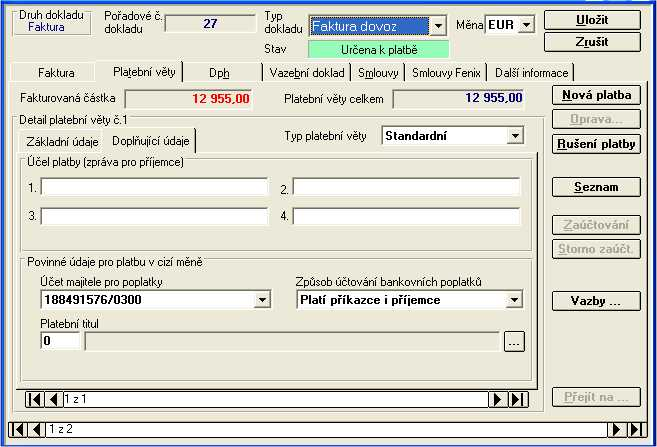 Druh dokladu Faktura
Pořadové č. dokladu 27
Typ dokladu Faktura dovoz
Měna EUR
Uložit
Stav Určena k platbě
Zrušit
Faktura Platební věty Dph Vazební doklad Smlouvy Smlouvy Fenix Další informace
Fakturovaná částka 12 955,00 Platební věty celkem 12 955,00
Nová platba
Oprava...
Detail platební věty č.1
Základní údaje Doplňující údaje Typ platební věty Standardní
Rušení platby
Účel platby (zpráva pro příjemce)
1. 2.
Seznam
3. 4.
Zaúčtování
Storno zaúčt.
Povinné údaje pro platbu v cizí měně
Účet majitele pro poplatky Způsob účtování bankovních poplatků
188491576/0300 Platí příkazce i příjemce
Vazby ...
Platební titul
0 ...
1 z 1
Přejít na ...
1 z 2